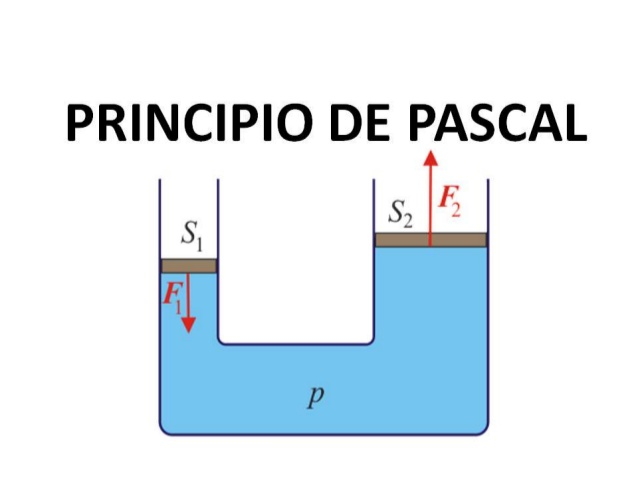 PRINCIPIO DE PASCAL
S₁
S₂
F₂
F₁
p